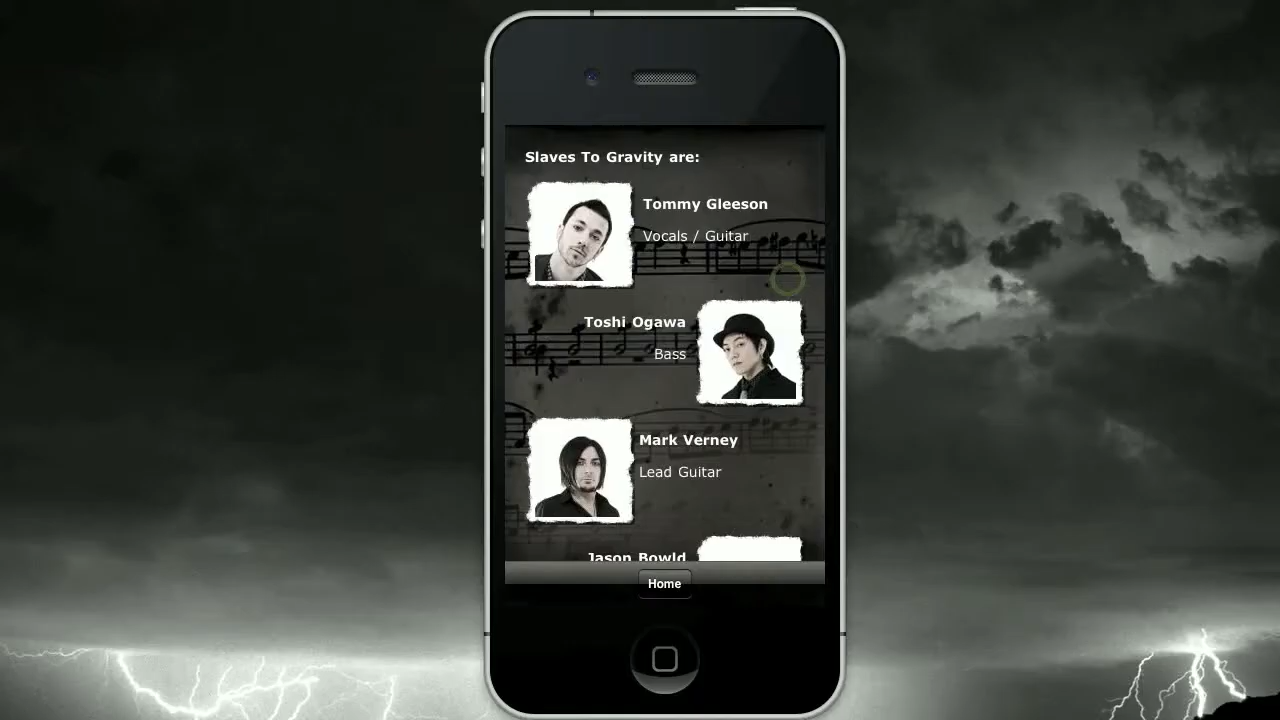 Slaves To Gravity are:
Tommy Gleeson
Vocals / Guitar
Toshi Ogawa
Bass
Mark Verney
Lead Guitar
Jason Bowld
Home